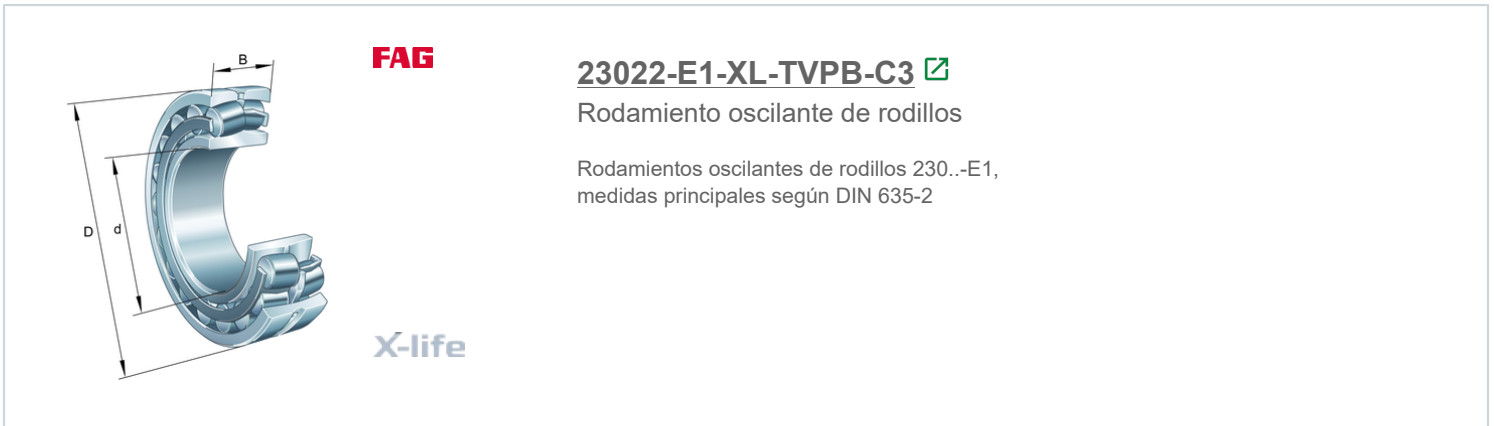 B
FAG
23022-E1-XL-TVPB-C3
Rodamiento oscilante de rodillos
Rodamientos oscilantes de rodillos 230..-E1,
medidas principales según DIN 635-2
D
d
X-life